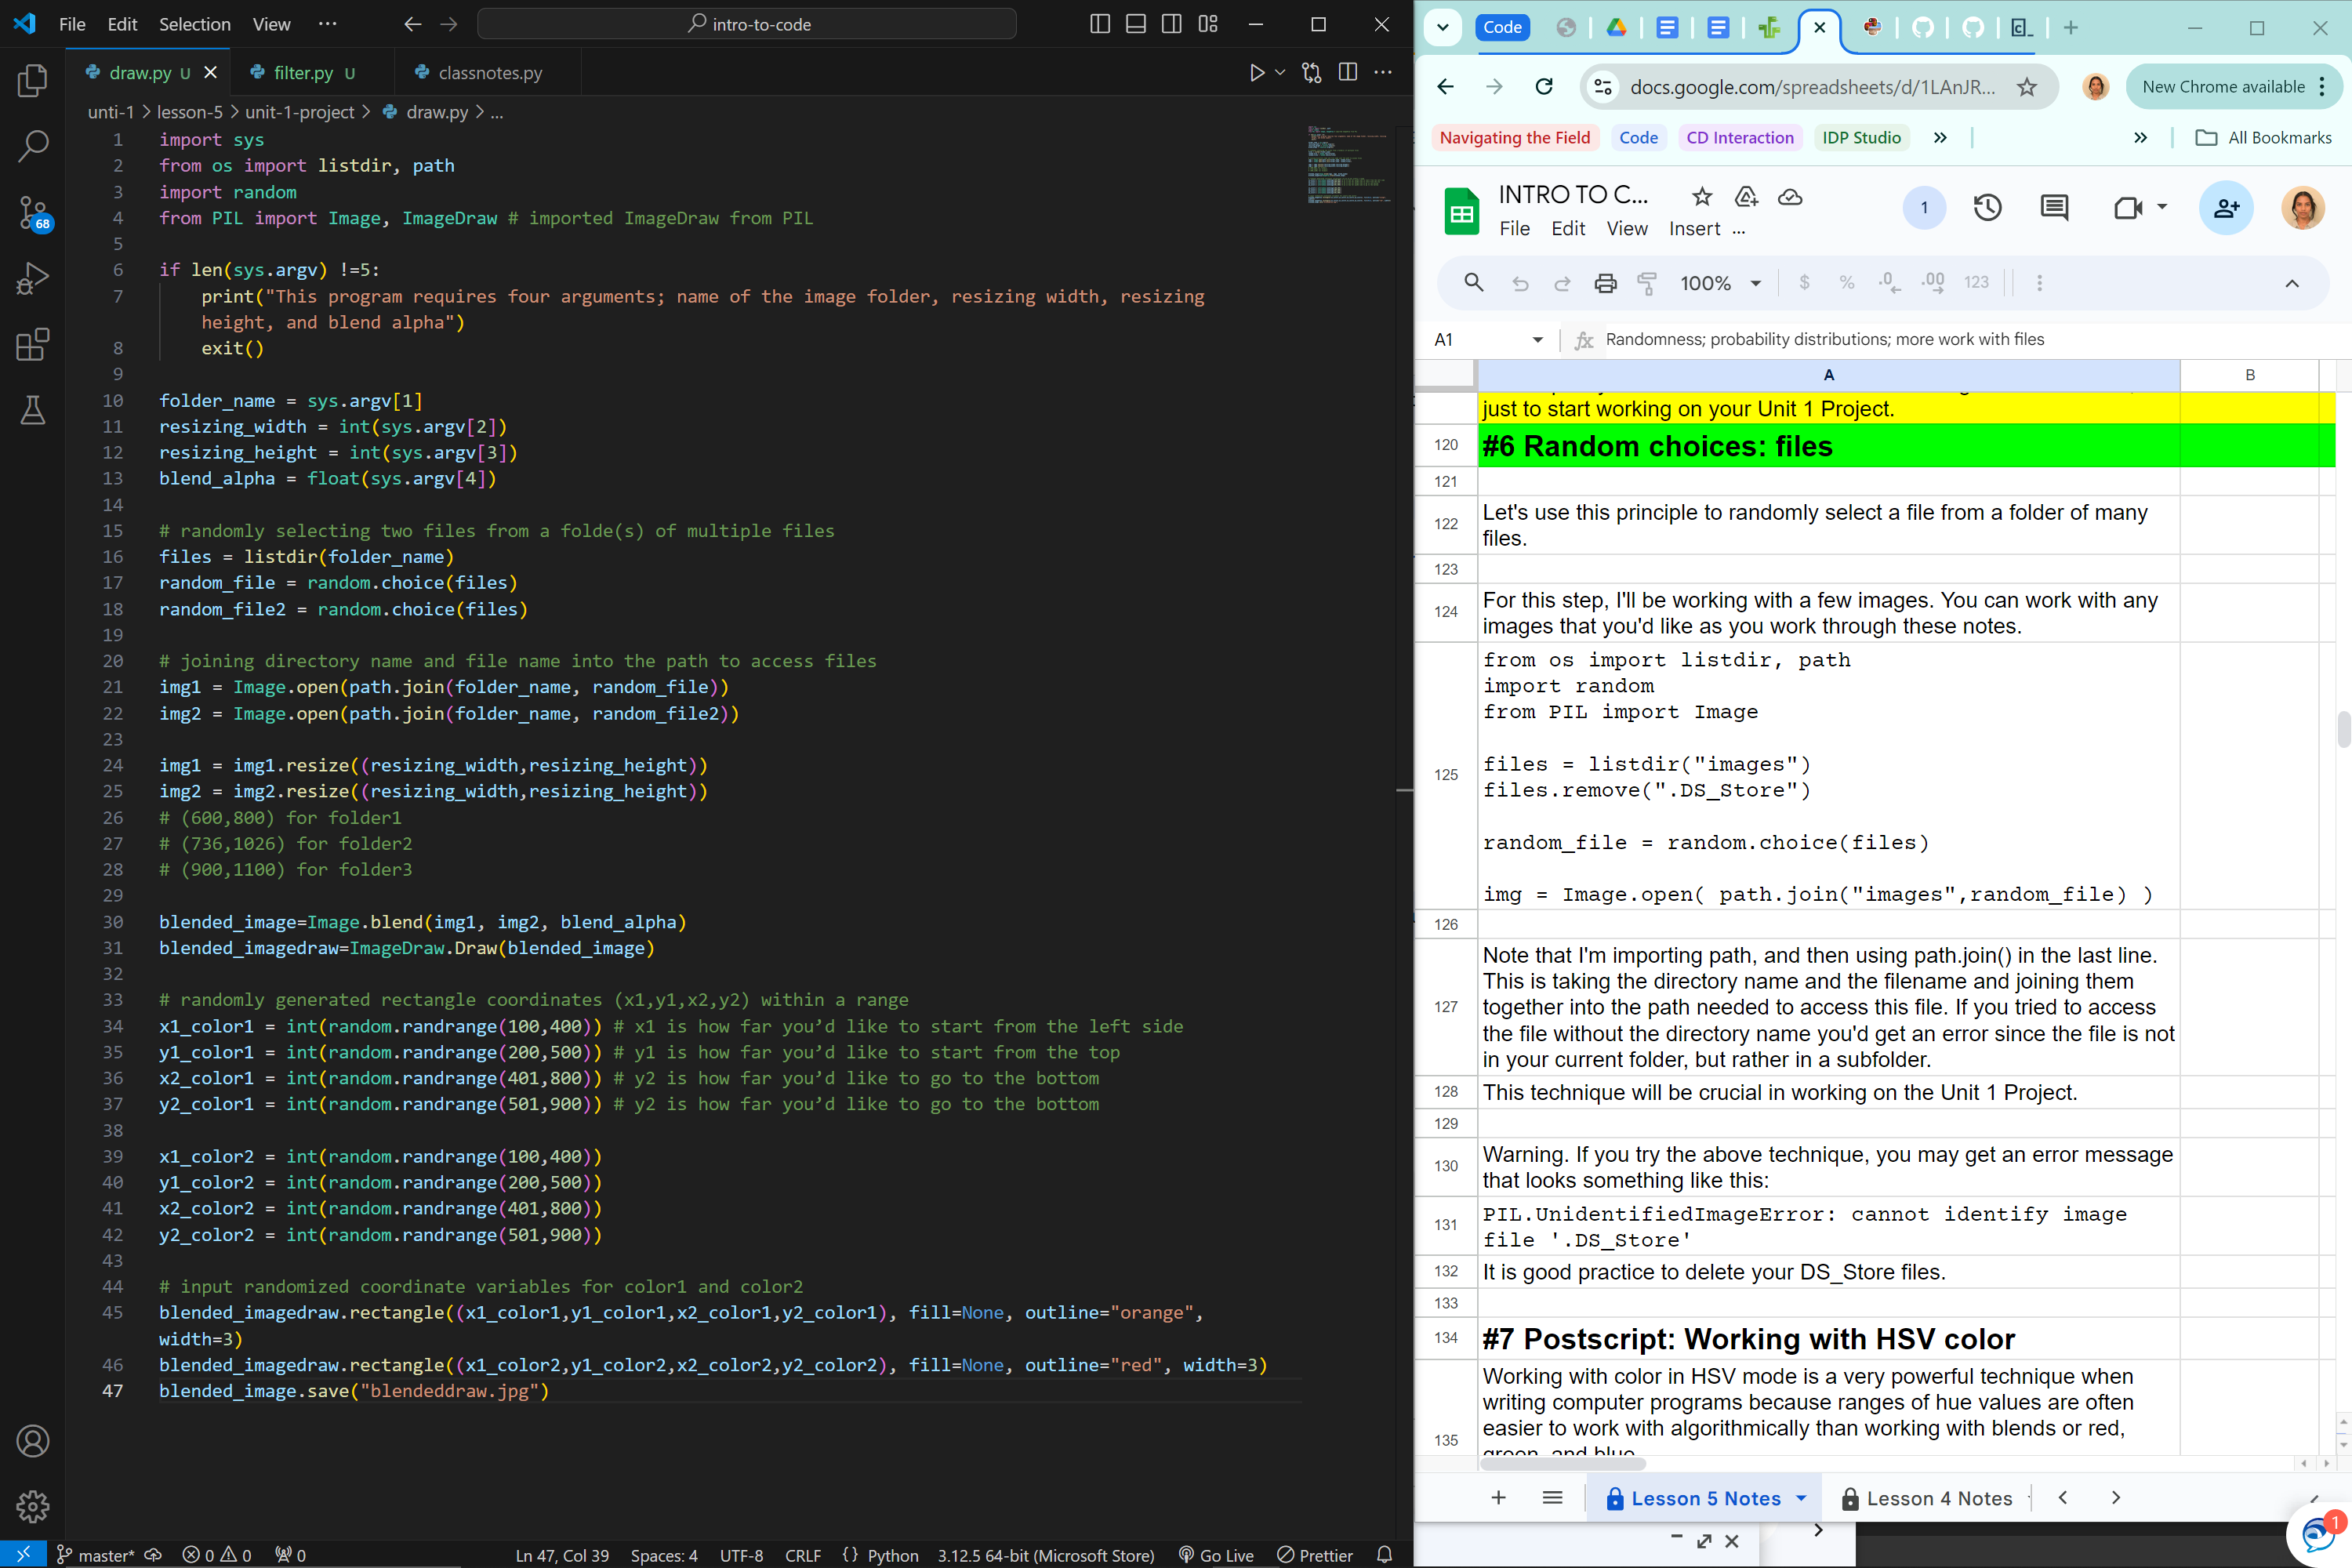 File Edit Selection View ··· intro-to-code
draw.py U filter.py U classnotes.py
unti-1 > lesson-5 > unit-1-project > draw.py > ...
1 import sys
2 from os import listdir, path
3 import random
4 from PIL import Image, ImageDraw # imported ImageDraw from PIL
5
6 if len(sys.argv) !=5:
7 print("This program requires four arguments; name of the image folder, resizing width, resizing
height, and blend alpha")
8 exit()
9
10 folder_name = sys.argv[1]
11 resizing_width = int(sys.argv[2])
12 resizing_height = int(sys.argv[3])
13 blend_alpha = float(sys.argv[4])
14
15 # randomly selecting two files from a folde(s) of multiple files
16 files = listdir(folder_name)
17 random_file = random.choice(files)
18 random_file2 = random.choice(files)
19
20 # joining directory name and file name into the path to access files
21 img1 = Image.open(path.join(folder_name, random_file))
22 img2 = Image.open(path.join(folder_name, random_file2))
23
24 img1 = img1.resize((resizing_width,resizing_height))
25 img2 = img2.resize((resizing_width,resizing_height))
26 # (600,800) for folder1
27 # (736,1026) for folder2
28 # (900,1100) for folder3
29
30 blended_image=Image.blend(img1, img2, blend_alpha)
31 blended_imagedraw=ImageDraw.Draw(blended_image)
32
33 # randomly generated rectangle coordinates (x1,y1,x2,y2) within a range
34 x1_color1 = int(random.randrange(100,400)) # x1 is how far you’d like to start from the left side
35 y1_color1 = int(random.randrange(200,500)) # y1 is how far you’d like to start from the top
36 x2_color1 = int(random.randrange(401,800)) # y2 is how far you’d like to go to the bottom
37 y2_color1 = int(random.randrange(501,900)) # y2 is how far you’d like to go to the bottom
38
39 x1_color2 = int(random.randrange(100,400))
40 y1_color2 = int(random.randrange(200,500))
41 x2_color2 = int(random.randrange(401,800))
42 y2_color2 = int(random.randrange(501,900))
43
44 # input randomized coordinate variables for color1 and color2
45 blended_imagedraw.rectangle((x1_color1,y1_color1,x2_color1,y2_color1), fill=None, outline="orange",
width=3)
46 blended_imagedraw.rectangle((x1_color2,y1_color2,x2_color2,y2_color2), fill=None, outline="red", width=3)
47 blended_image.save("blendeddraw.jpg")
68
master* 0 0 0 Ln 47, Col 39 Spaces: 4 UTF-8 CRLF {} Python 3.12.5 64-bit (Microsoft Store) Go Live Prettier
Code
docs.google.com/spreadsheets/d/1LAnJR... New Chrome available
Navigating the Field Code CD Interaction IDP Studio » » All Bookmarks
INTRO TO C... 1
File Edit View Insert ...
100% $ % .0 .00 123
A1 fx Randomness; probability distributions; more work with files
A B
just to start working on your Unit 1 Project.
120 #6 Random choices: files
121
122 Let's use this principle to randomly select a file from a folder of many
files.
123
124 For this step, I'll be working with a few images. You can work with any
images that you'd like as you work through these notes.
from os import listdir, path
import random
from PIL import Image
files = listdir("images")
125
files.remove(".DS_Store")
random_file = random.choice(files)
img = Image.open( path.join("images",random_file) )
126
Note that I'm importing path, and then using path.join() in the last line.
This is taking the directory name and the filename and joining them
127 together into the path needed to access this file. If you tried to access
the file without the directory name you'd get an error since the file is not
in your current folder, but rather in a subfolder.
128 This technique will be crucial in working on the Unit 1 Project.
129
130 Warning. If you try the above technique, you may get an error message
that looks something like this:
131 PIL.UnidentifiedImageError: cannot identify image
file '.DS_Store'
132 It is good practice to delete your DS_Store files.
133
134 #7 Postscript: Working with HSV color
Working with color in HSV mode is a very powerful technique when
writing computer programs because ranges of hue values are often
easier to work with algorithmically than working with blends or red,
135 green, and blue
+ Lesson 5 Notes Lesson 4 Notes
1